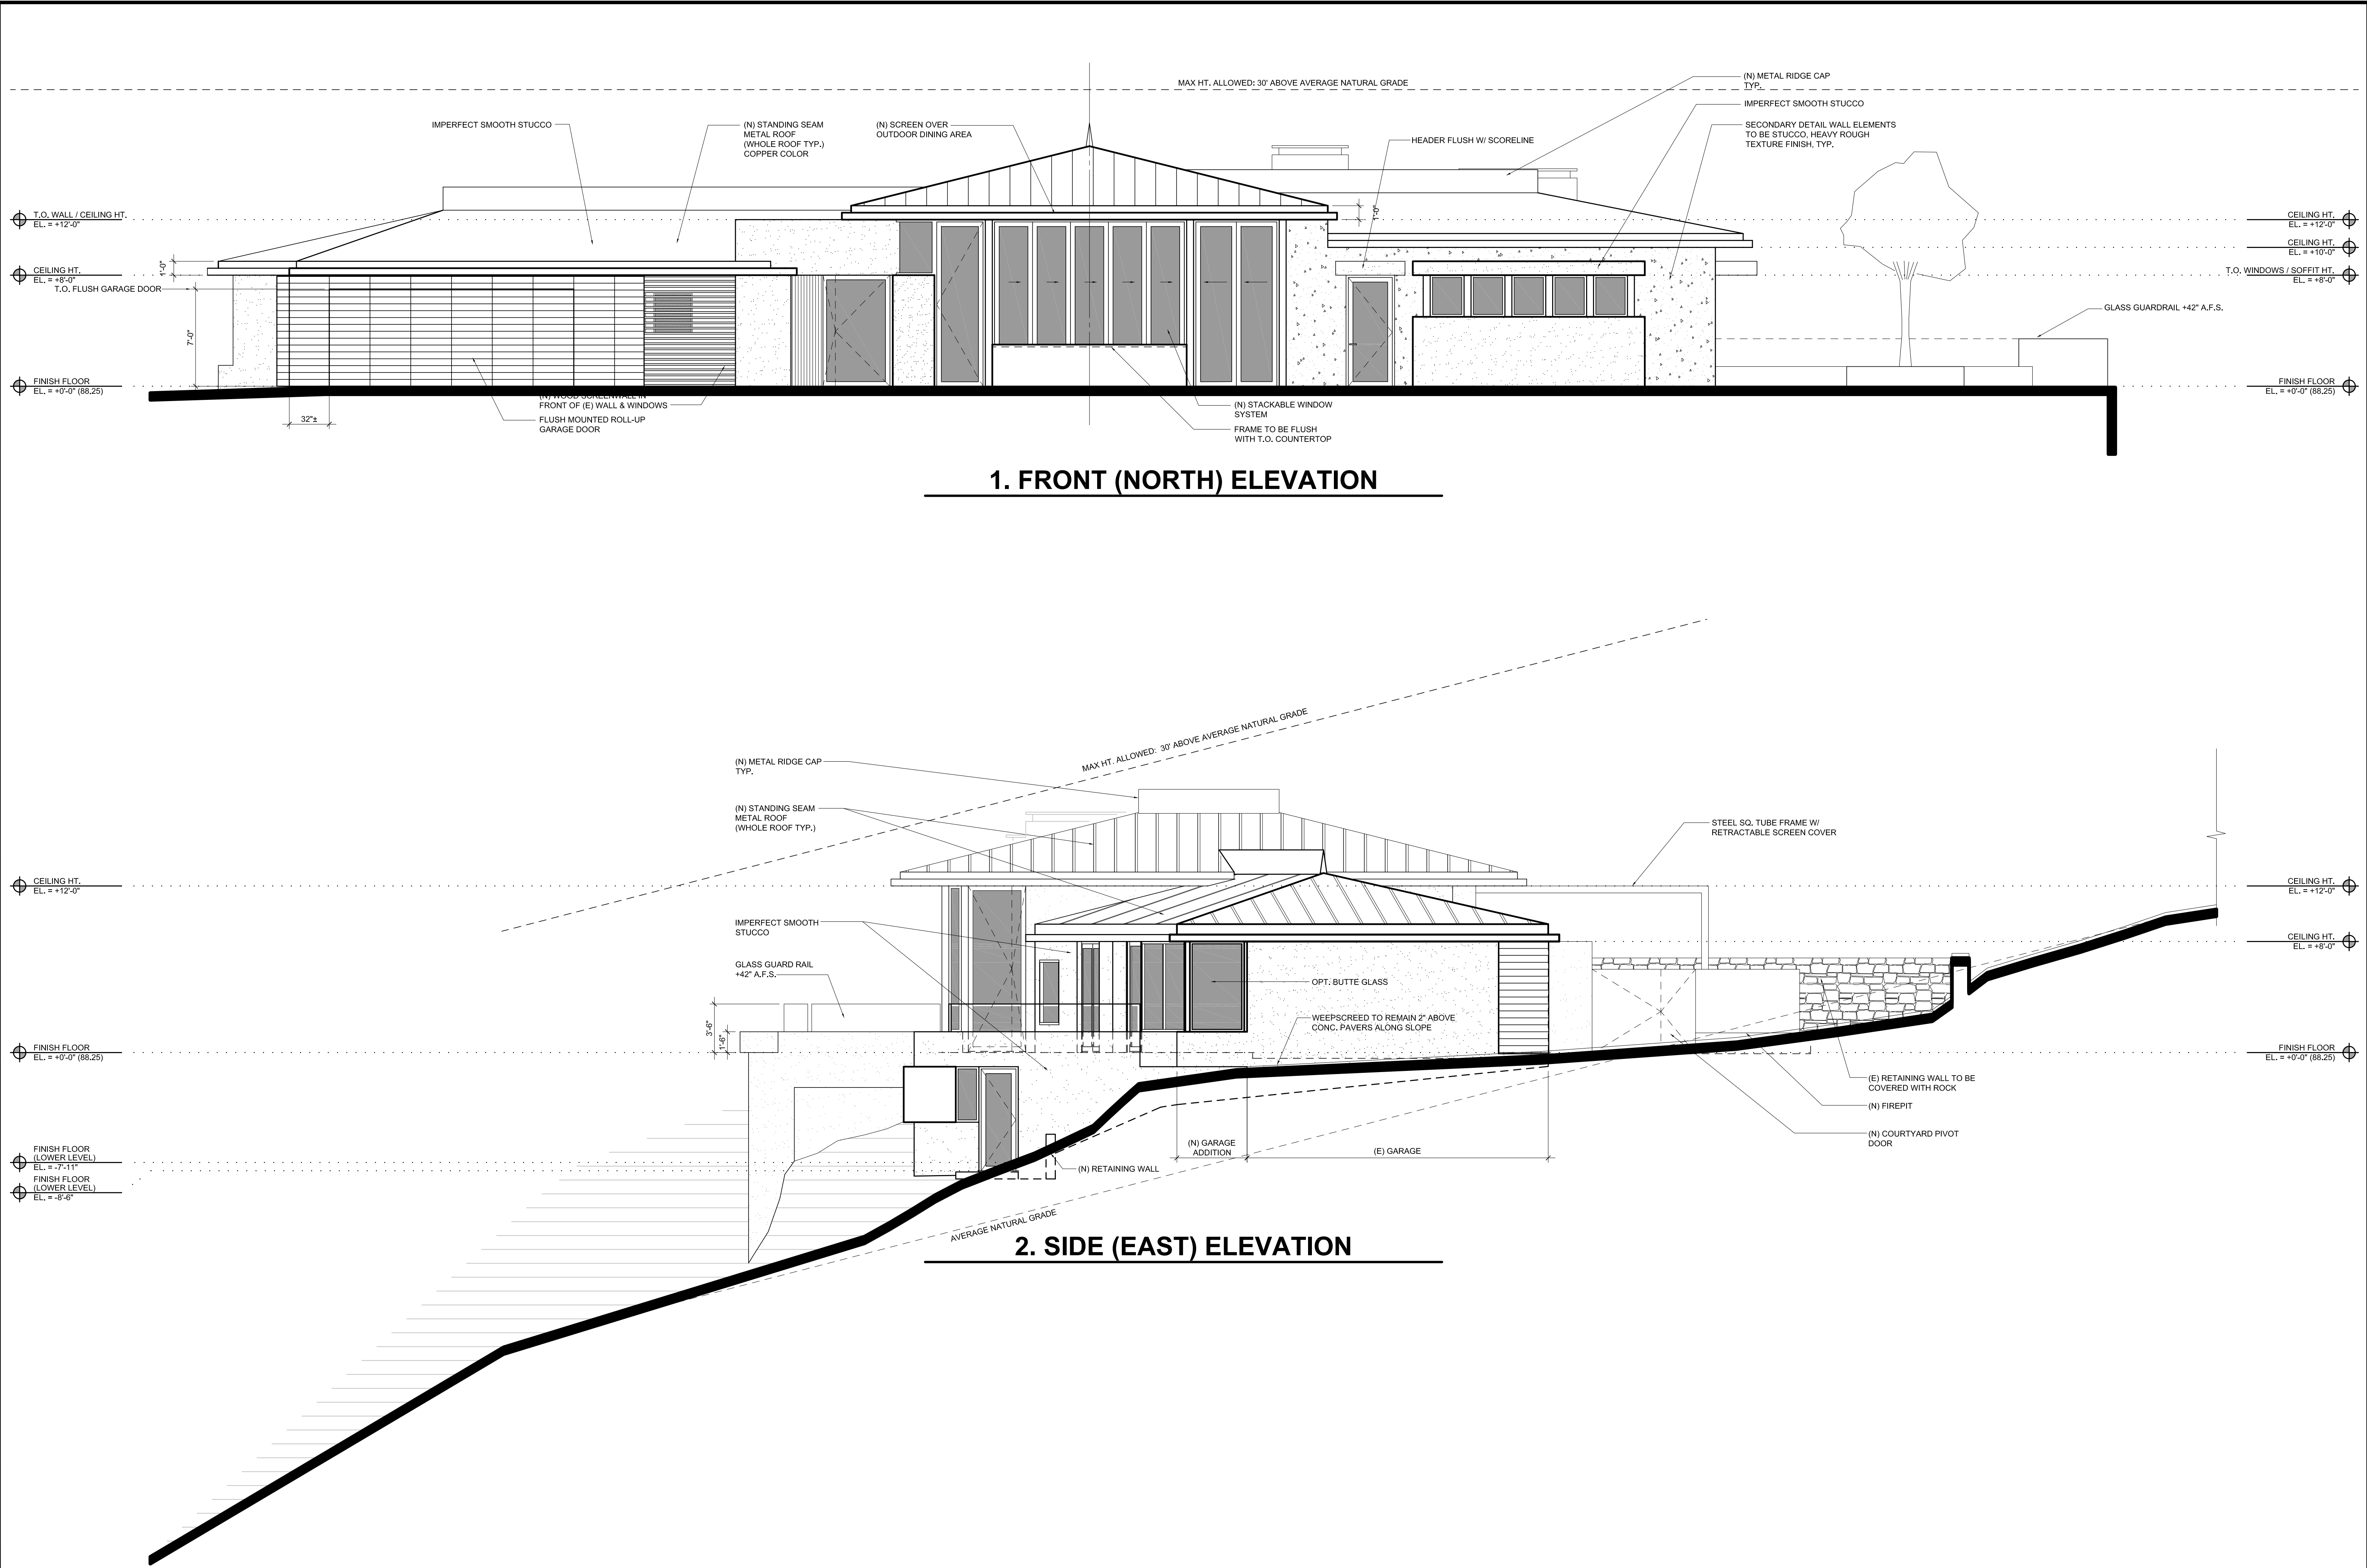 MAX HT. ALLOWED: 30' ABOVE AVERAGE NATURAL GRADE
(N) METAL RIDGE CAP
TYP.
IMPERFECT SMOOTH STUCCO
SECONDARY DETAIL WALL ELEMENTS
TO BE STUCCO, HEAVY ROUGH
TEXTURE FINISH, TYP.
IMPERFECT SMOOTH STUCCO
(N) STANDING SEAM
METAL ROOF
(WHOLE ROOF TYP.)
COPPER COLOR
(N) SCREEN OVER
OUTDOOR DINING AREA
HEADER FLUSH W/ SCORELINE
T.O. WALL / CEILING HT.
EL. = +12'-0"
CEILING HT.
EL. = +8'-0"
T.O. FLUSH GARAGE DOOR
1'-0"
7'-0"
1'-0"
FINISH FLOOR
EL. = +0'-0" (88.25)
32"±
(N) WOOD SCREENWALL IN
FRONT OF (E) WALL & WINDOWS
FLUSH MOUNTED ROLL-UP
GARAGE DOOR
(N) STACKABLE WINDOW
SYSTEM
FRAME TO BE FLUSH
WITH T.O. COUNTERTOP
CEILING HT.
EL. = +12'-0"
CEILING HT.
EL. = +10'-0"
T.O. WINDOWS / SOFFIT HT.
EL. = +8'-0"
GLASS GUARDRAIL +42" A.F.S.
FINISH FLOOR
EL. = +0'-0" (88.25)
1. FRONT (NORTH) ELEVATION
MAX HT. ALLOWED: 30' ABOVE AVERAGE NATURAL GRADE
(N) METAL RIDGE CAP
TYP.
(N) STANDING SEAM
METAL ROOF
(WHOLE ROOF TYP.)
STEEL SQ. TUBE FRAME W/
RETRACTABLE SCREEN COVER
CEILING HT.
EL. = +12'-0"
CEILING HT.
EL. = +12'-0"
IMPERFECT SMOOTH
STUCCO
CEILING HT.
EL. = +8'-0"
GLASS GUARD RAIL
+42" A.F.S.
OPT. BUTTE GLASS
WEEPSCREED TO REMAIN 2" ABOVE
CONC. PAVERS ALONG SLOPE
3'-6"
1'-6"
FINISH FLOOR
EL. = +0'-0" (88.25)
FINISH FLOOR
EL. = +0'-0" (88.25)
(E) RETAINING WALL TO BE
COVERED WITH ROCK
(N) FIREPIT
(N) COURTYARD PIVOT
DOOR
(N) GARAGE
ADDITION
(E) GARAGE
FINISH FLOOR
(LOWER LEVEL)
EL. = -7'-11"
FINISH FLOOR
(LOWER LEVEL)
EL. = -8'-6"
(N) RETAINING WALL
AVERAGE NATURAL GRADE
2. SIDE (EAST) ELEVATION